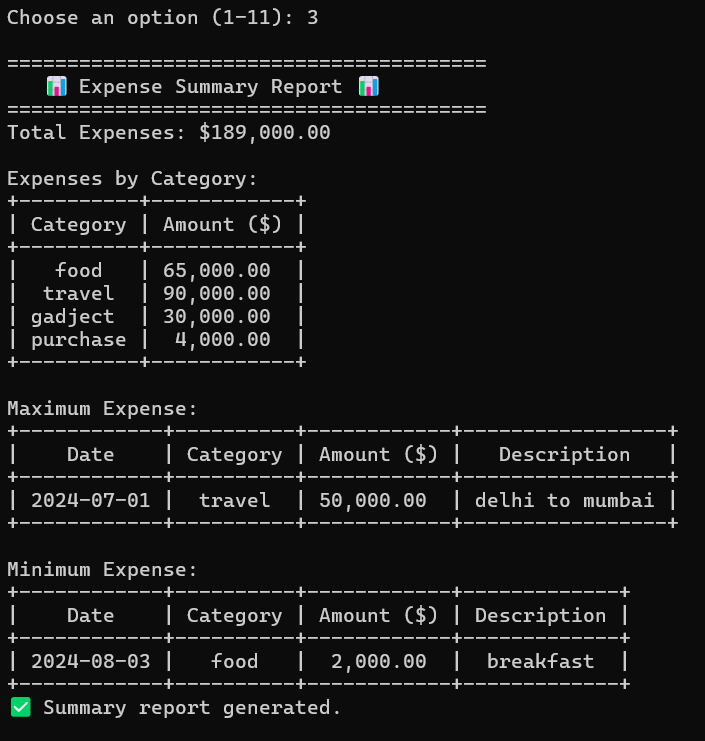 Choose an option (1-11): 3
========================================
📊 Expense Summary Report 📊
========================================
Total Expenses: $189,000.00
Expenses by Category:
+----------+------------+
| Category | Amount ($) |
+----------+------------+
|   food   | 65,000.00  |
|  travel  | 90,000.00  |
| gadject  | 30,000.00  |
| purchase |  4,000.00  |
+----------+------------+
Maximum Expense:
+------------+----------+------------+-----------------+
|    Date    | Category | Amount ($) |   Description   |
+------------+----------+------------+-----------------+
| 2024-07-01 |  travel  | 50,000.00  | delhi to mumbai |
+------------+----------+------------+-----------------+
Minimum Expense:
+------------+----------+------------+-------------+
|    Date    | Category | Amount ($) | Description |
+------------+----------+------------+-------------+
| 2024-08-03 |   food   |  2,000.00  |  breakfast  |
+------------+----------+------------+-------------+
✅ Summary report generated.